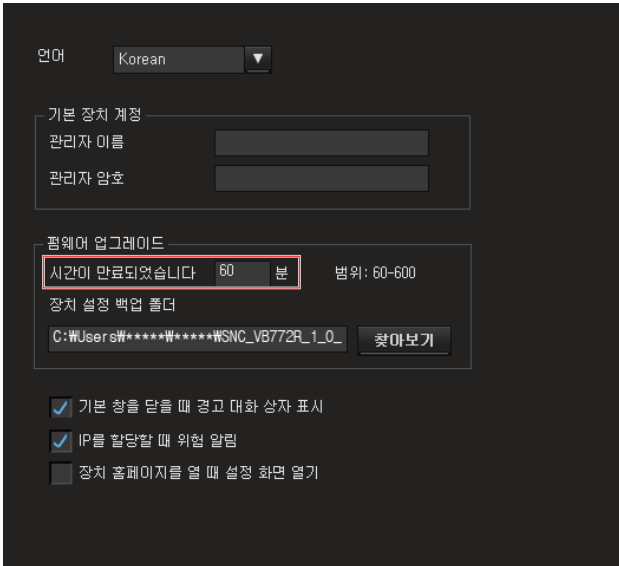 언어 Korean ▼
기본 장치 계정
관리자 이름
관리자 암호
펌웨어 업그레이드
시간이 만료되었습니다 60 분 범위: 60-600
장치 설정 백업 폴더
C:₩Users₩*****₩*****₩SNC_VB772R_1_0_ 찾아보기
기본 창을 닫을 때 경고 대화 상자 표시
IP를 할당할 때 위험 알림
장치 홈페이지를 열 때 설정 화면 열기